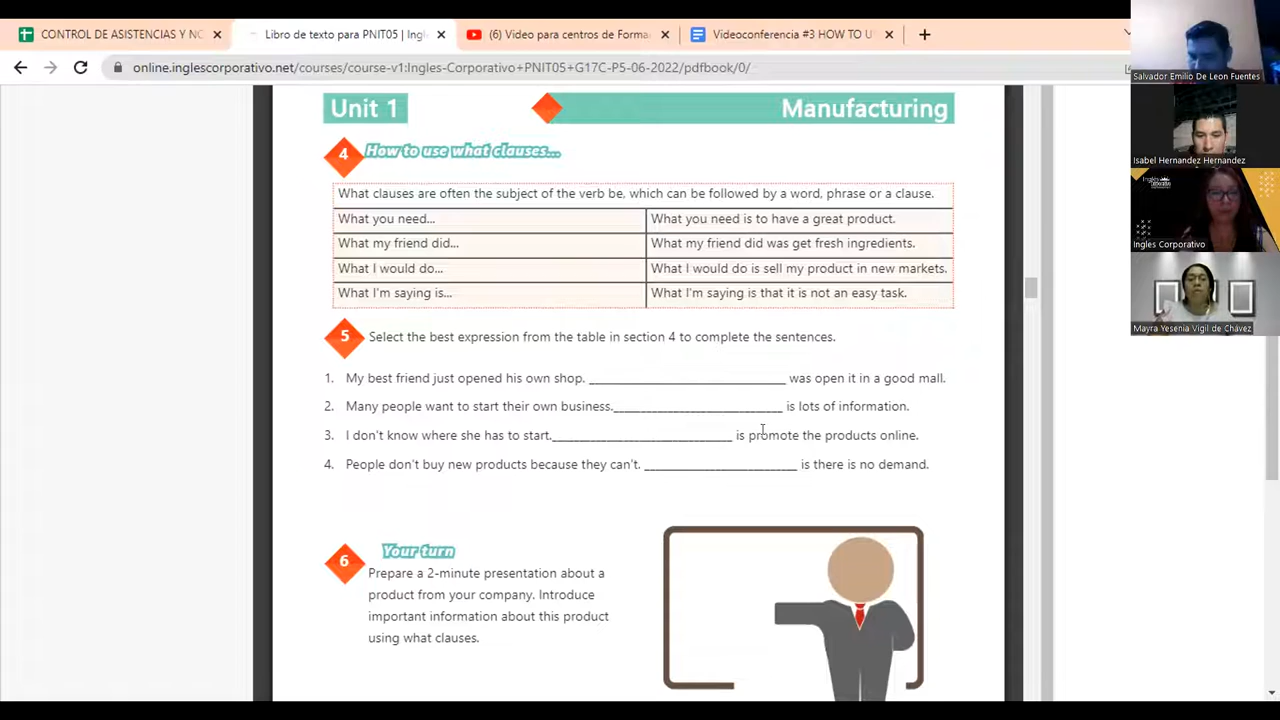 CONTROL DE ASISTENCIAS Y NO
Libro de texto para PNIT05 | Ingl
(6) Video para centros de Forma
Videoconferencia #3 HOW TO U
online.inglescorporativo.net/courses/course-v1:Ingles-Corporativo+PNIT05+G17C-P5-06-2022/pdfbook/0/
Unit 1
Manufacturing
4 How to use what clauses...
What clauses are often the subject of the verb be, which can be followed by a word, phrase or a clause.
What you need... What you need is to have a great product.
What my friend did... What my friend did was get fresh ingredients.
What I would do... What I would do is sell my product in new markets.
What I'm saying is... What I'm saying is that it is not an easy task.
5 Select the best expression from the table in section 4 to complete the sentences.
1. My best friend just opened his own shop. ____________________________ was open it in a good mall.
2. Many people want to start their own business.________________________ is lots of information.
3. I don't know where she has to start.__________________________ is promote the products online.
4. People don't buy new products because they can't. ______________________ is there is no demand.
6 Your turn
Prepare a 2-minute presentation about a
product from your company. Introduce
important information about this product
using what clauses.
Salvador Emilio De Leon Fuentes
Isabel Hernandez Hernandez
Ingles Corporativo
Mayra Yesenia Vigil de Chávez